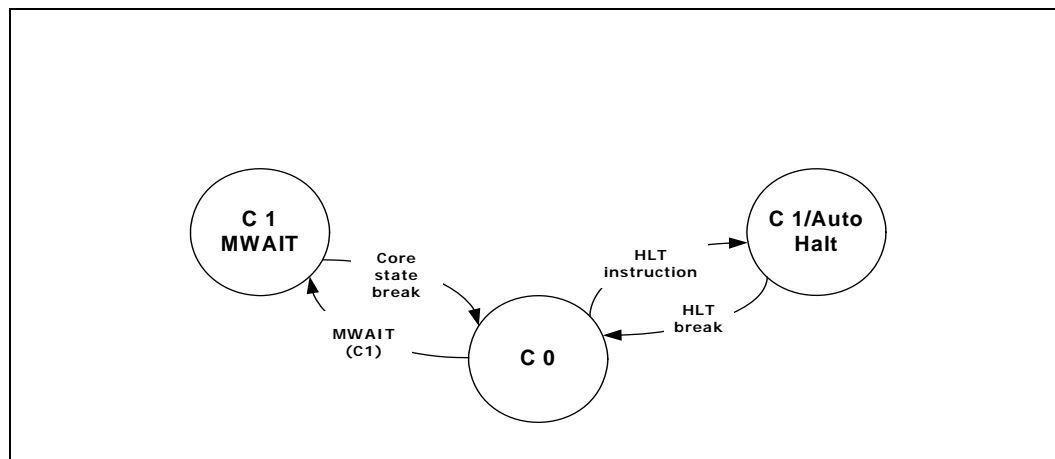 C 1
MWAIT
Core
state
break
MWAIT
(C1)
C 0
HLT
instruction
HLT
break
C 1/Auto
Halt